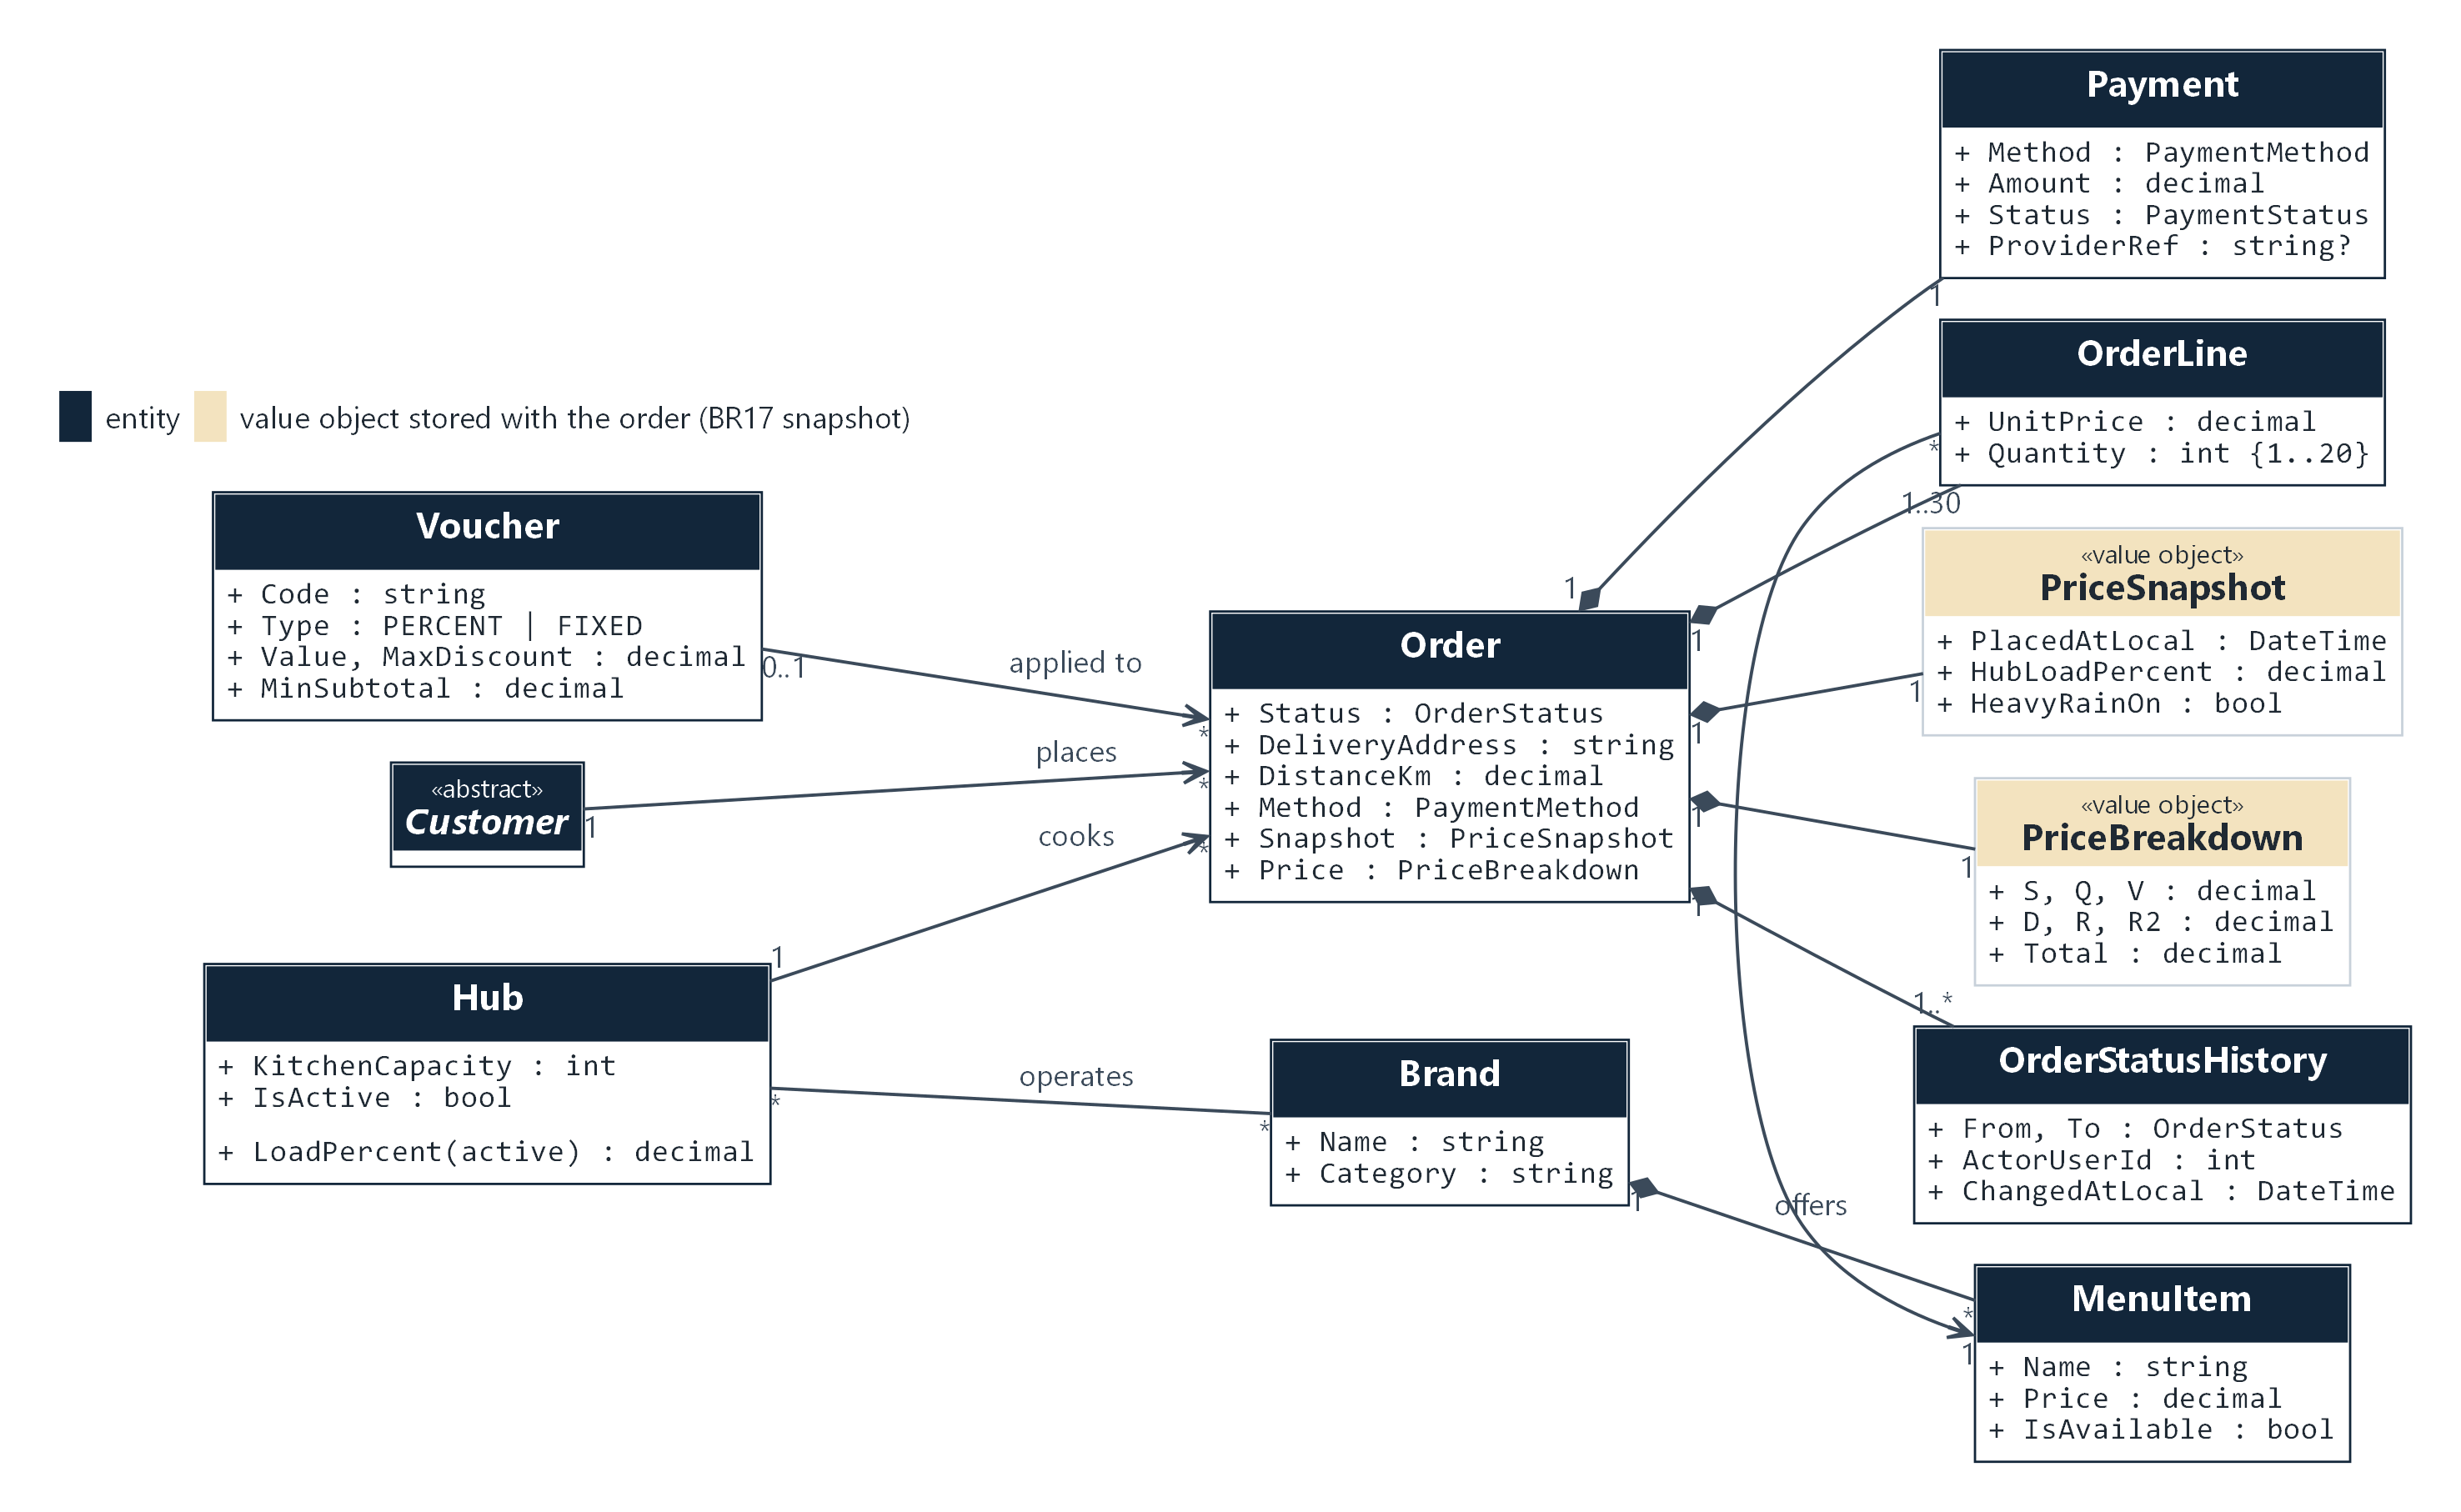 entity
value object stored with the order (BR17 snapshot)
Voucher
+ Code : string
+ Type : PERCENT | FIXED
+ Value, MaxDiscount : decimal
+ MinSubtotal : decimal
0..1
applied to
*
«abstract»
Customer
1
places
*
Hub
+ KitchenCapacity : int
+ IsActive : bool
+ LoadPercent(active) : decimal
1
cooks
*
*
operates
*
Order
+ Status : OrderStatus
+ DeliveryAddress : string
+ DistanceKm : decimal
+ Method : PaymentMethod
+ Snapshot : PriceSnapshot
+ Price : PriceBreakdown
1
1
1
1
1
Brand
+ Name : string
+ Category : string
1
offers
*
Payment
+ Method : PaymentMethod
+ Amount : decimal
+ Status : PaymentStatus
+ ProviderRef : string?
1
OrderLine
+ UnitPrice : decimal
+ Quantity : int {1..20}
*
1..30
«value object»
PriceSnapshot
+ PlacedAtLocal : DateTime
+ HubLoadPercent : decimal
+ HeavyRainOn : bool
1
«value object»
PriceBreakdown
+ S, Q, V : decimal
+ D, R, R2 : decimal
+ Total : decimal
1
1..*
OrderStatusHistory
+ From, To : OrderStatus
+ ActorUserId : int
+ ChangedAtLocal : DateTime
MenuItem
+ Name : string
+ Price : decimal
+ IsAvailable : bool
1